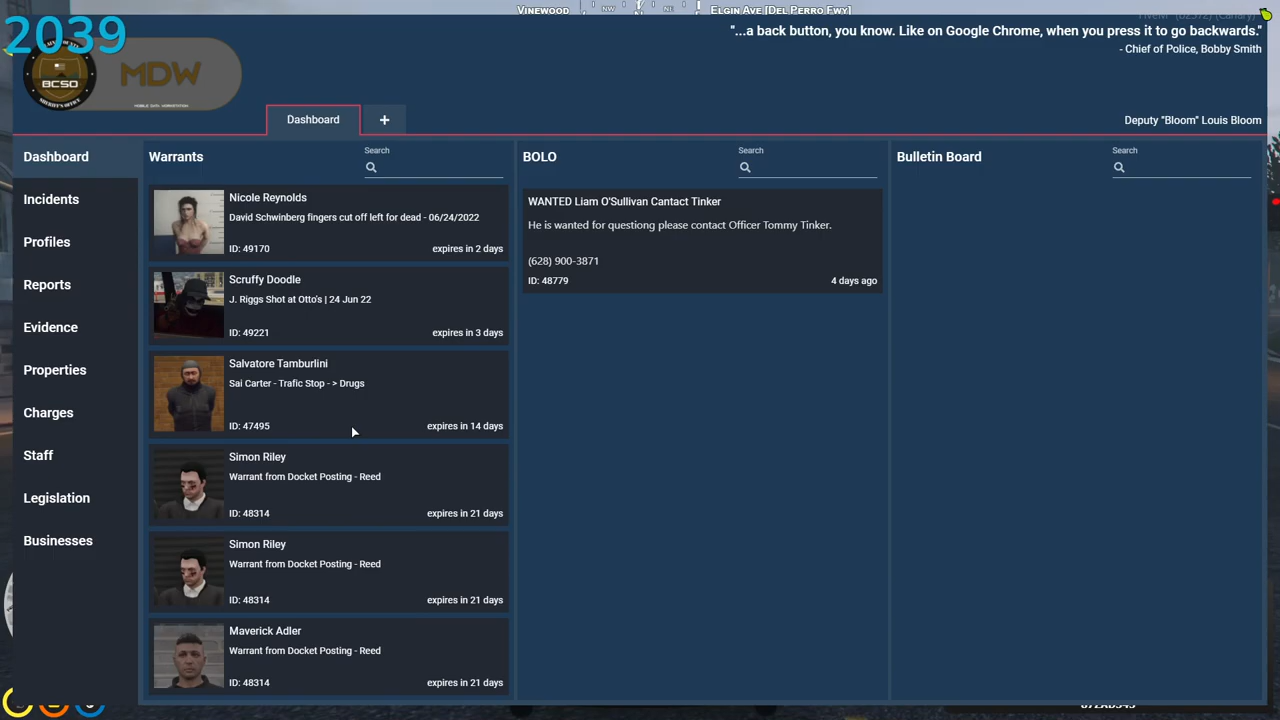 VINEWOOD
NW
N
NE
ELGIN AVE [DEL PERRO FWY]
2039
"...a back button, you know. Like on Google Chrome, when you press it to go backwards."
- Chief of Police, Bobby Smith
BCSO
SHERIFF'S OFFICE
MDW
MOBILE DATA WORKSTATION
Dashboard
+
Deputy "Bloom" Louis Bloom
Dashboard
Incidents
Profiles
Reports
Evidence
Properties
Charges
Staff
Legislation
Businesses
Warrants
Search
Nicole Reynolds
David Schwinberg fingers cut off left for dead - 06/24/2022
ID: 49170
expires in 2 days
Scruffy Doodle
J. Riggs Shot at Otto's | 24 Jun 22
ID: 49221
expires in 3 days
Salvatore Tamburlini
Sai Carter - Trafic Stop - > Drugs
ID: 47495
expires in 14 days
Simon Riley
Warrant from Docket Posting - Reed
ID: 48314
expires in 21 days
Simon Riley
Warrant from Docket Posting - Reed
ID: 48314
expires in 21 days
Maverick Adler
Warrant from Docket Posting - Reed
ID: 48314
expires in 21 days
BOLO
Search
WANTED Liam O'Sullivan Cantact Tinker
He is wanted for questiong please contact Officer Tommy Tinker.
(628) 900-3871
ID: 48779
4 days ago
Bulletin Board
Search